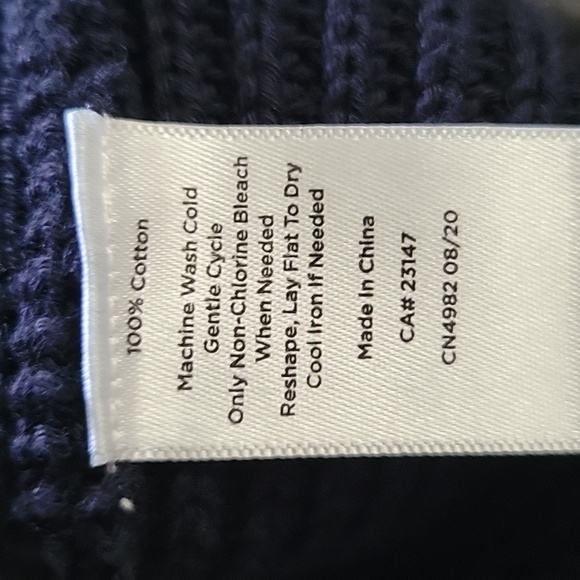 100% Cotton
Machine Wash Cold
Gentle Cycle
Only Non-Chlorine Bleach
When Needed
Reshape, Lay Flat To Dry
Cool Iron If Needed
Made In China
CA# 23147
CN4982 08/20